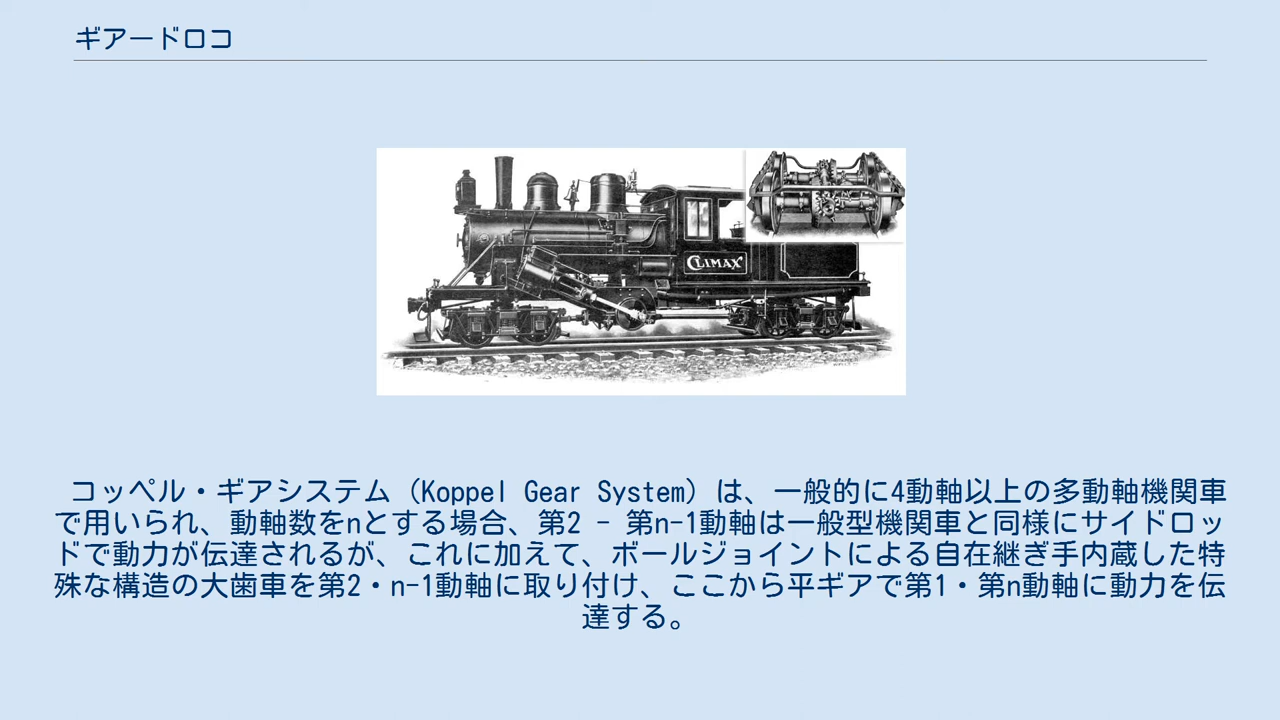 ギアードロコ
CLIMAX
コッペル・ギアシステム（Koppel Gear System）は、一般的に4動軸以上の多動軸機関車
で用いられ、動軸数をnとする場合、第2 - 第n-1動軸は一般型機関車と同様にサイドロッ
ドで動力が伝達されるが、これに加えて、ボールジョイントによる自在継ぎ手内蔵した特
殊な構造の大歯車を第2・n-1動軸に取り付け、ここから平ギアで第1・第n動軸に動力を伝
達する。